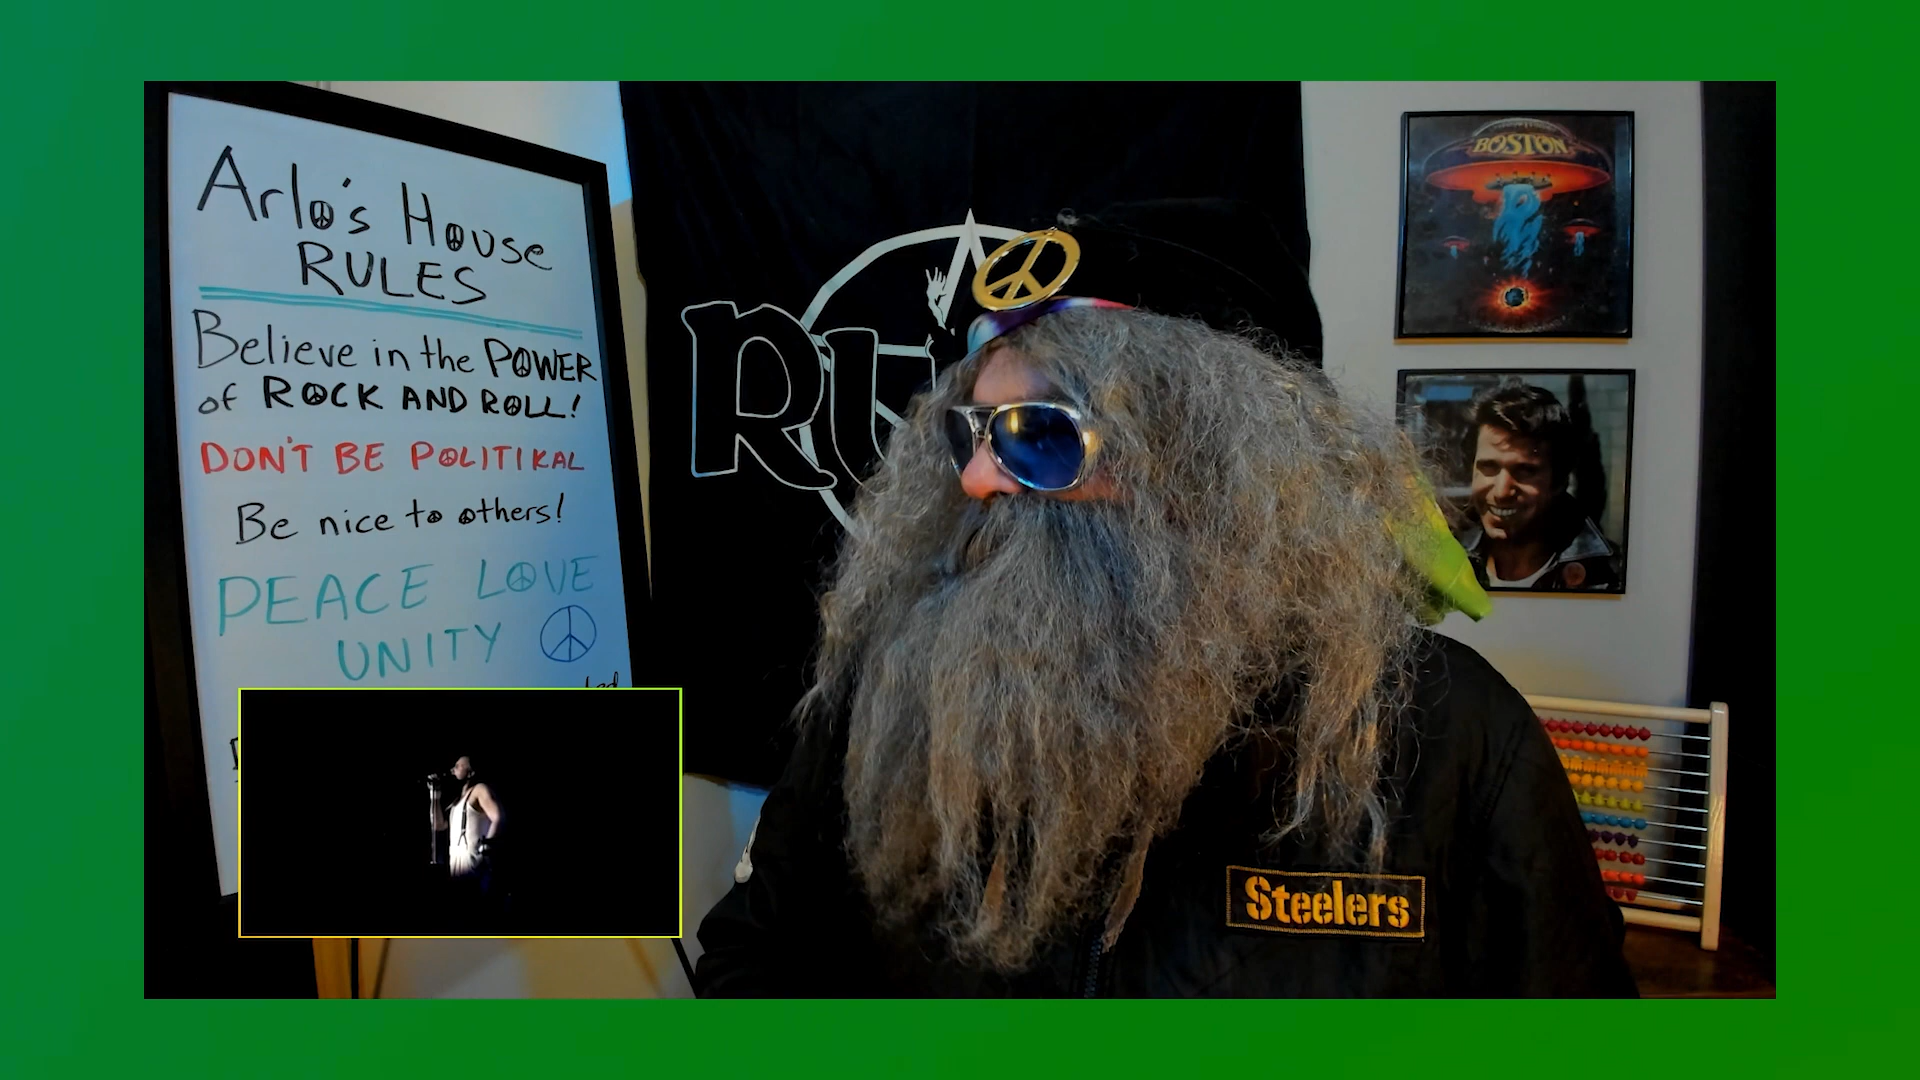 Arlo's House
RULES
Believe in the POWER
of ROCK AND ROLL!
DON'T BE POLITIKAL
Be nice to others!
PEACE LOVE
UNITY
BOSTON
Steelers